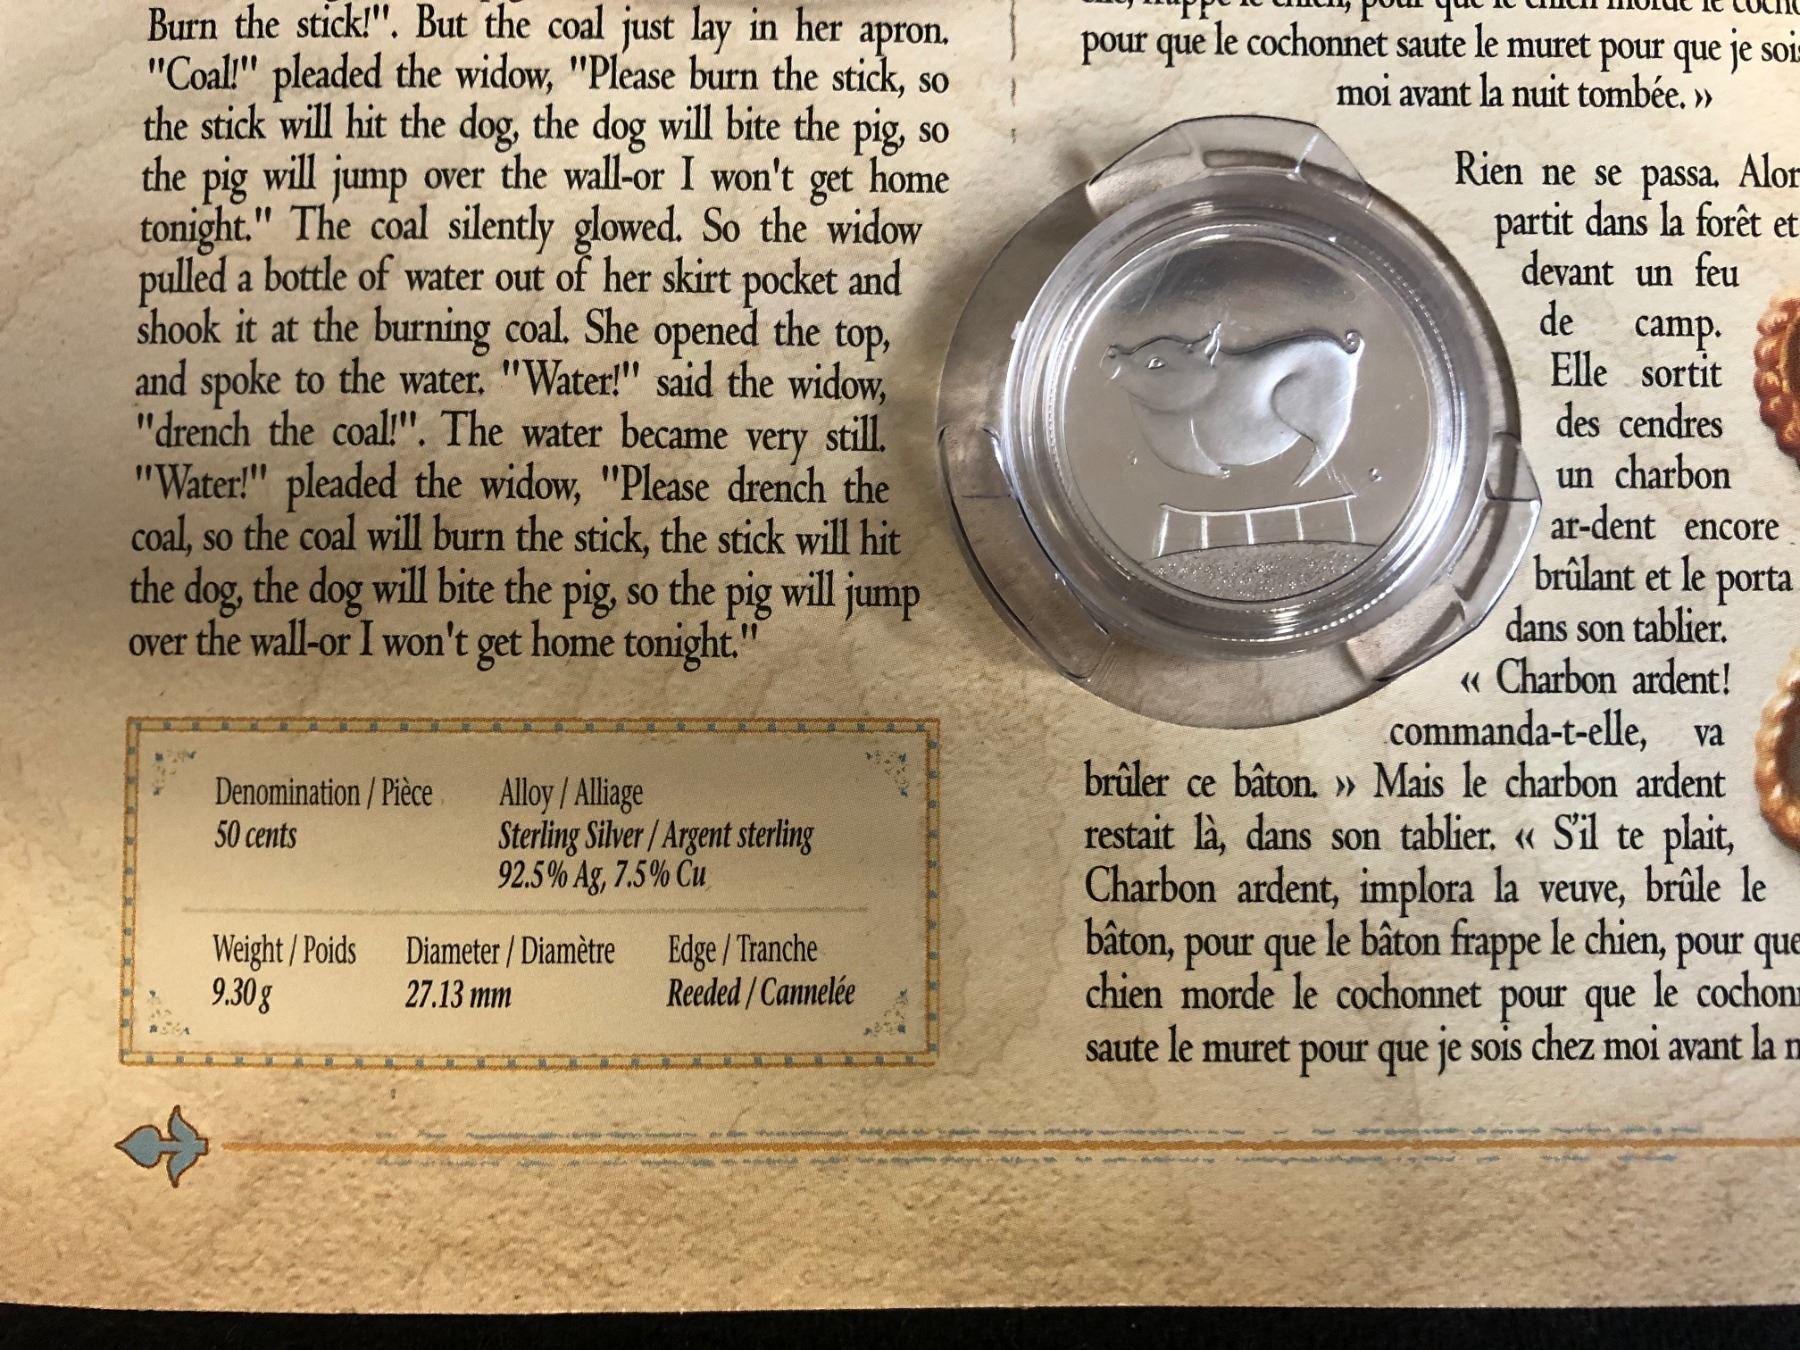 Burn the stick!". But the coal just lay in her apron.
"Coal!" pleaded the widow, "Please burn the stick, so
the stick will hit the dog, the dog will bite the pig, so
the pig will jump over the wall-or I won't get home
tonight." The coal silently glowed. So the widow
pulled a bottle of water out of her skirt pocket and
shook it at the burning coal. She opened the top,
and spoke to the water. "Water!" said the widow,
"drench the coal!". The water became very still.
"Water!" pleaded the widow, "Please drench the
coal, so the coal will burn the stick, the stick will hit
the dog, the dog will bite the pig, so the pig will jump
over the wall-or I won't get home tonight."
Denomination / Pièce
50 cents
Alloy / Alliage
Sterling Silver / Argent sterling
92.5% Ag, 7.5% Cu
Weight / Poids
9.30 g
Diameter / Diamètre
27.13 mm
Edge / Tranche
Reeded / Cannelée
frappe le chien, pour que le chien morde le
pour que le cochonnet saute le muret pour que je
moi avant la nuit tombée. »
Rien ne se passa.
partit dans la forêt et
devant un feu
de camp.
Elle sortit
des cendres
un charbon
ar-dent encore
brûlant et le porta
dans son tablier.
« Charbon ardent!
commanda-t-elle, va
brûler ce bâton. » Mais le charbon ardent
restait là, dans son tablier. « S'il te plait,
Charbon ardent, implora la veuve, brûle le
bâton, pour que le bâton frappe le chien, pour que
chien morde le cochonnet pour que le
saute le muret pour que je sois chez moi avant la